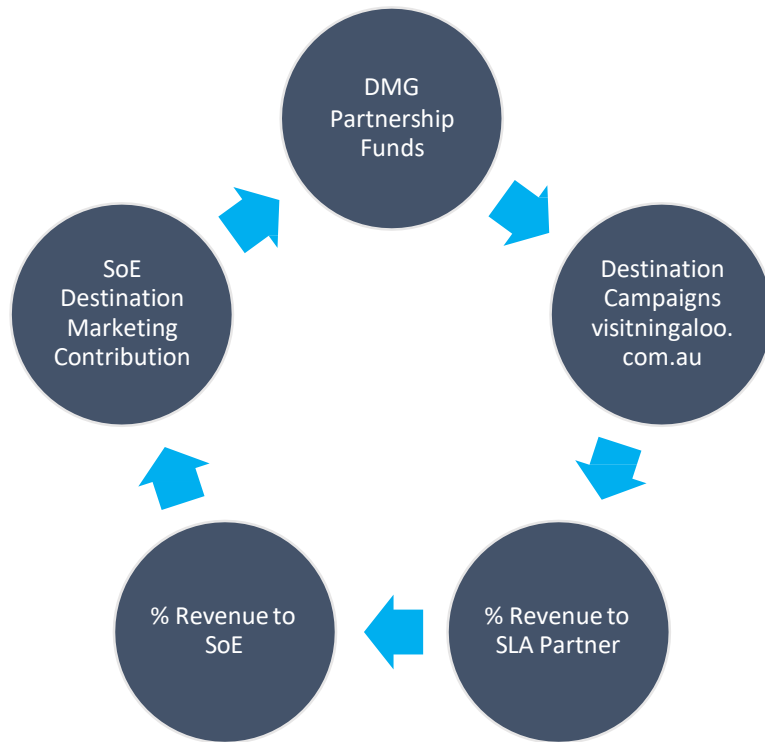 DMG
Partnership
Funds
Destination
Campaigns
visitningaloo.
com.au
% Revenue to
SLA Partner
% Revenue to
SoE
SoE
Destination
Marketing
Contribution